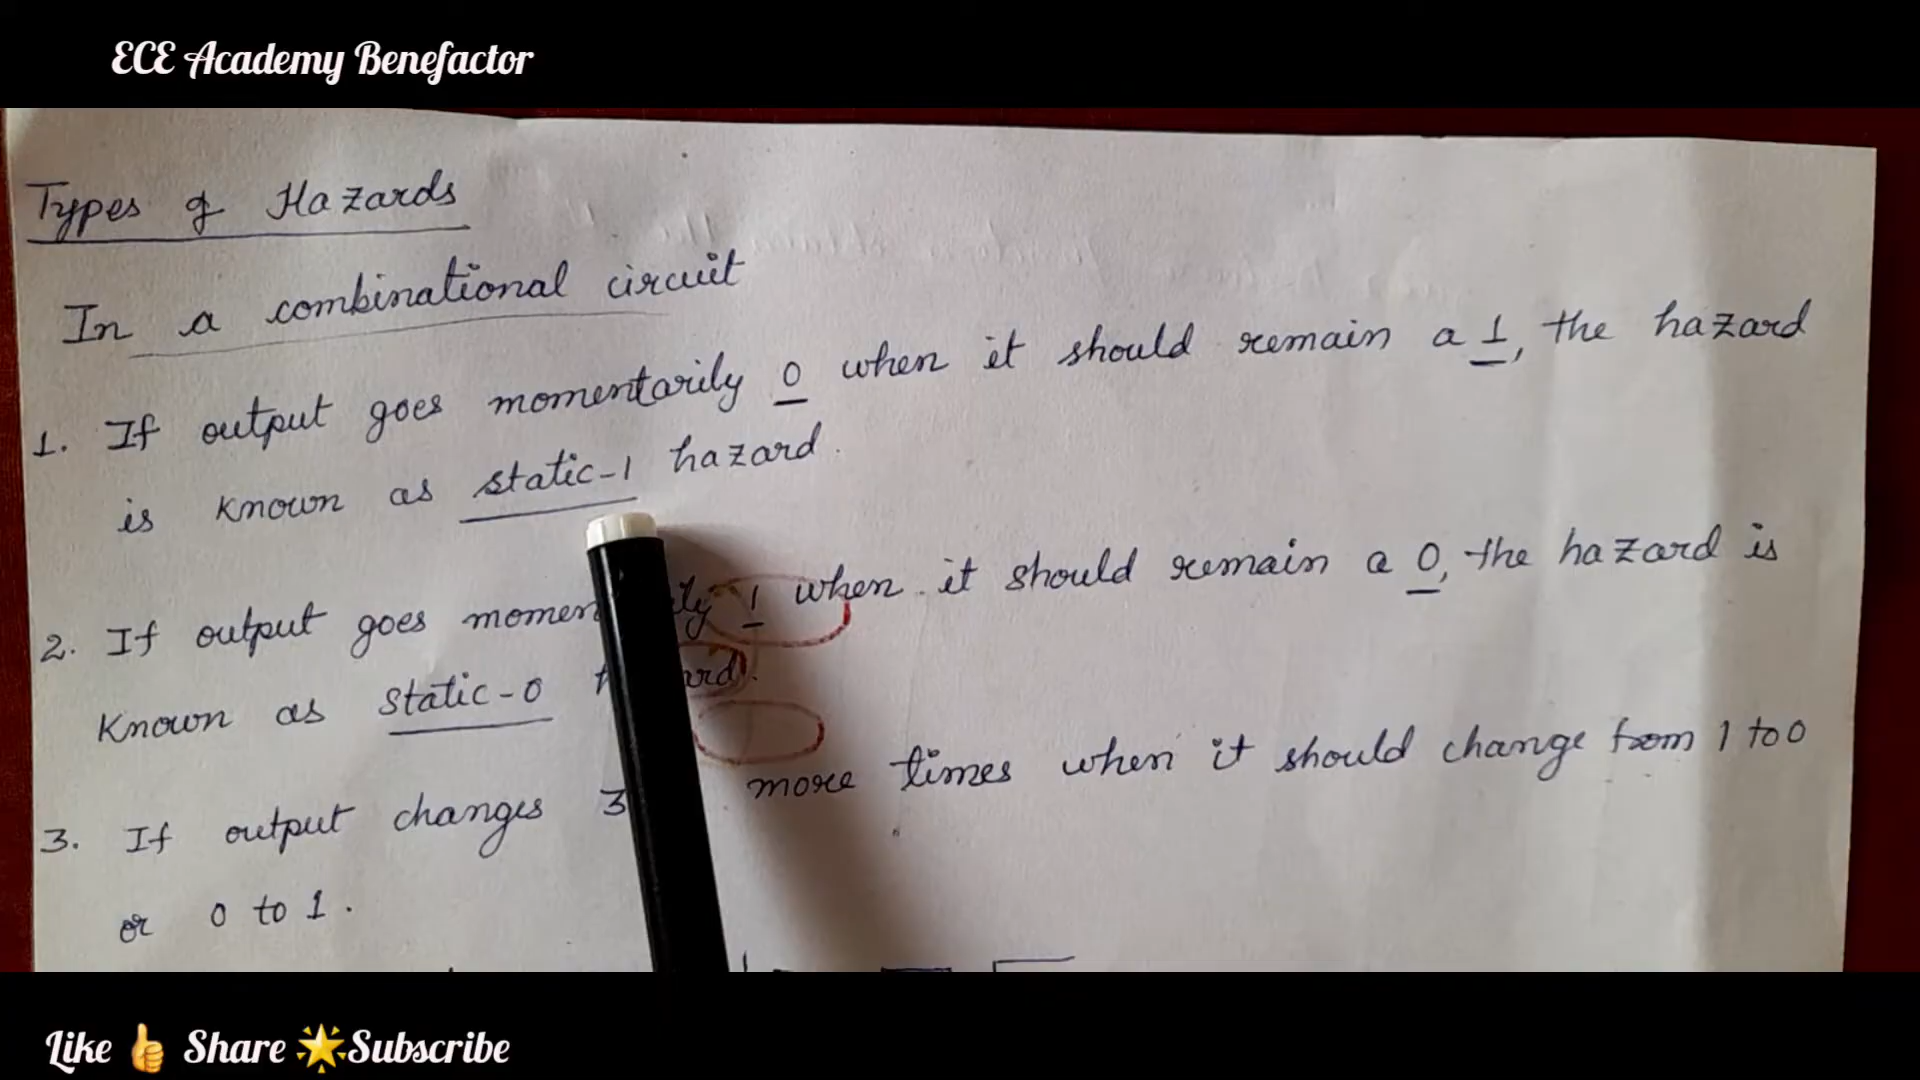 ECE Academy Benefactor
Types of Hazards
In a combinational circuit
1. If output goes momentarily 0 when it should remain a 1, the hazard
is known as static-1 hazard.
2. If output goes 1 when it should remain a 0, the hazard is
known as static-0
3. If output changes 3 more times when it should change from 1 to 0
or 0 to 1.
Like 👍 Share 🌟Subscribe